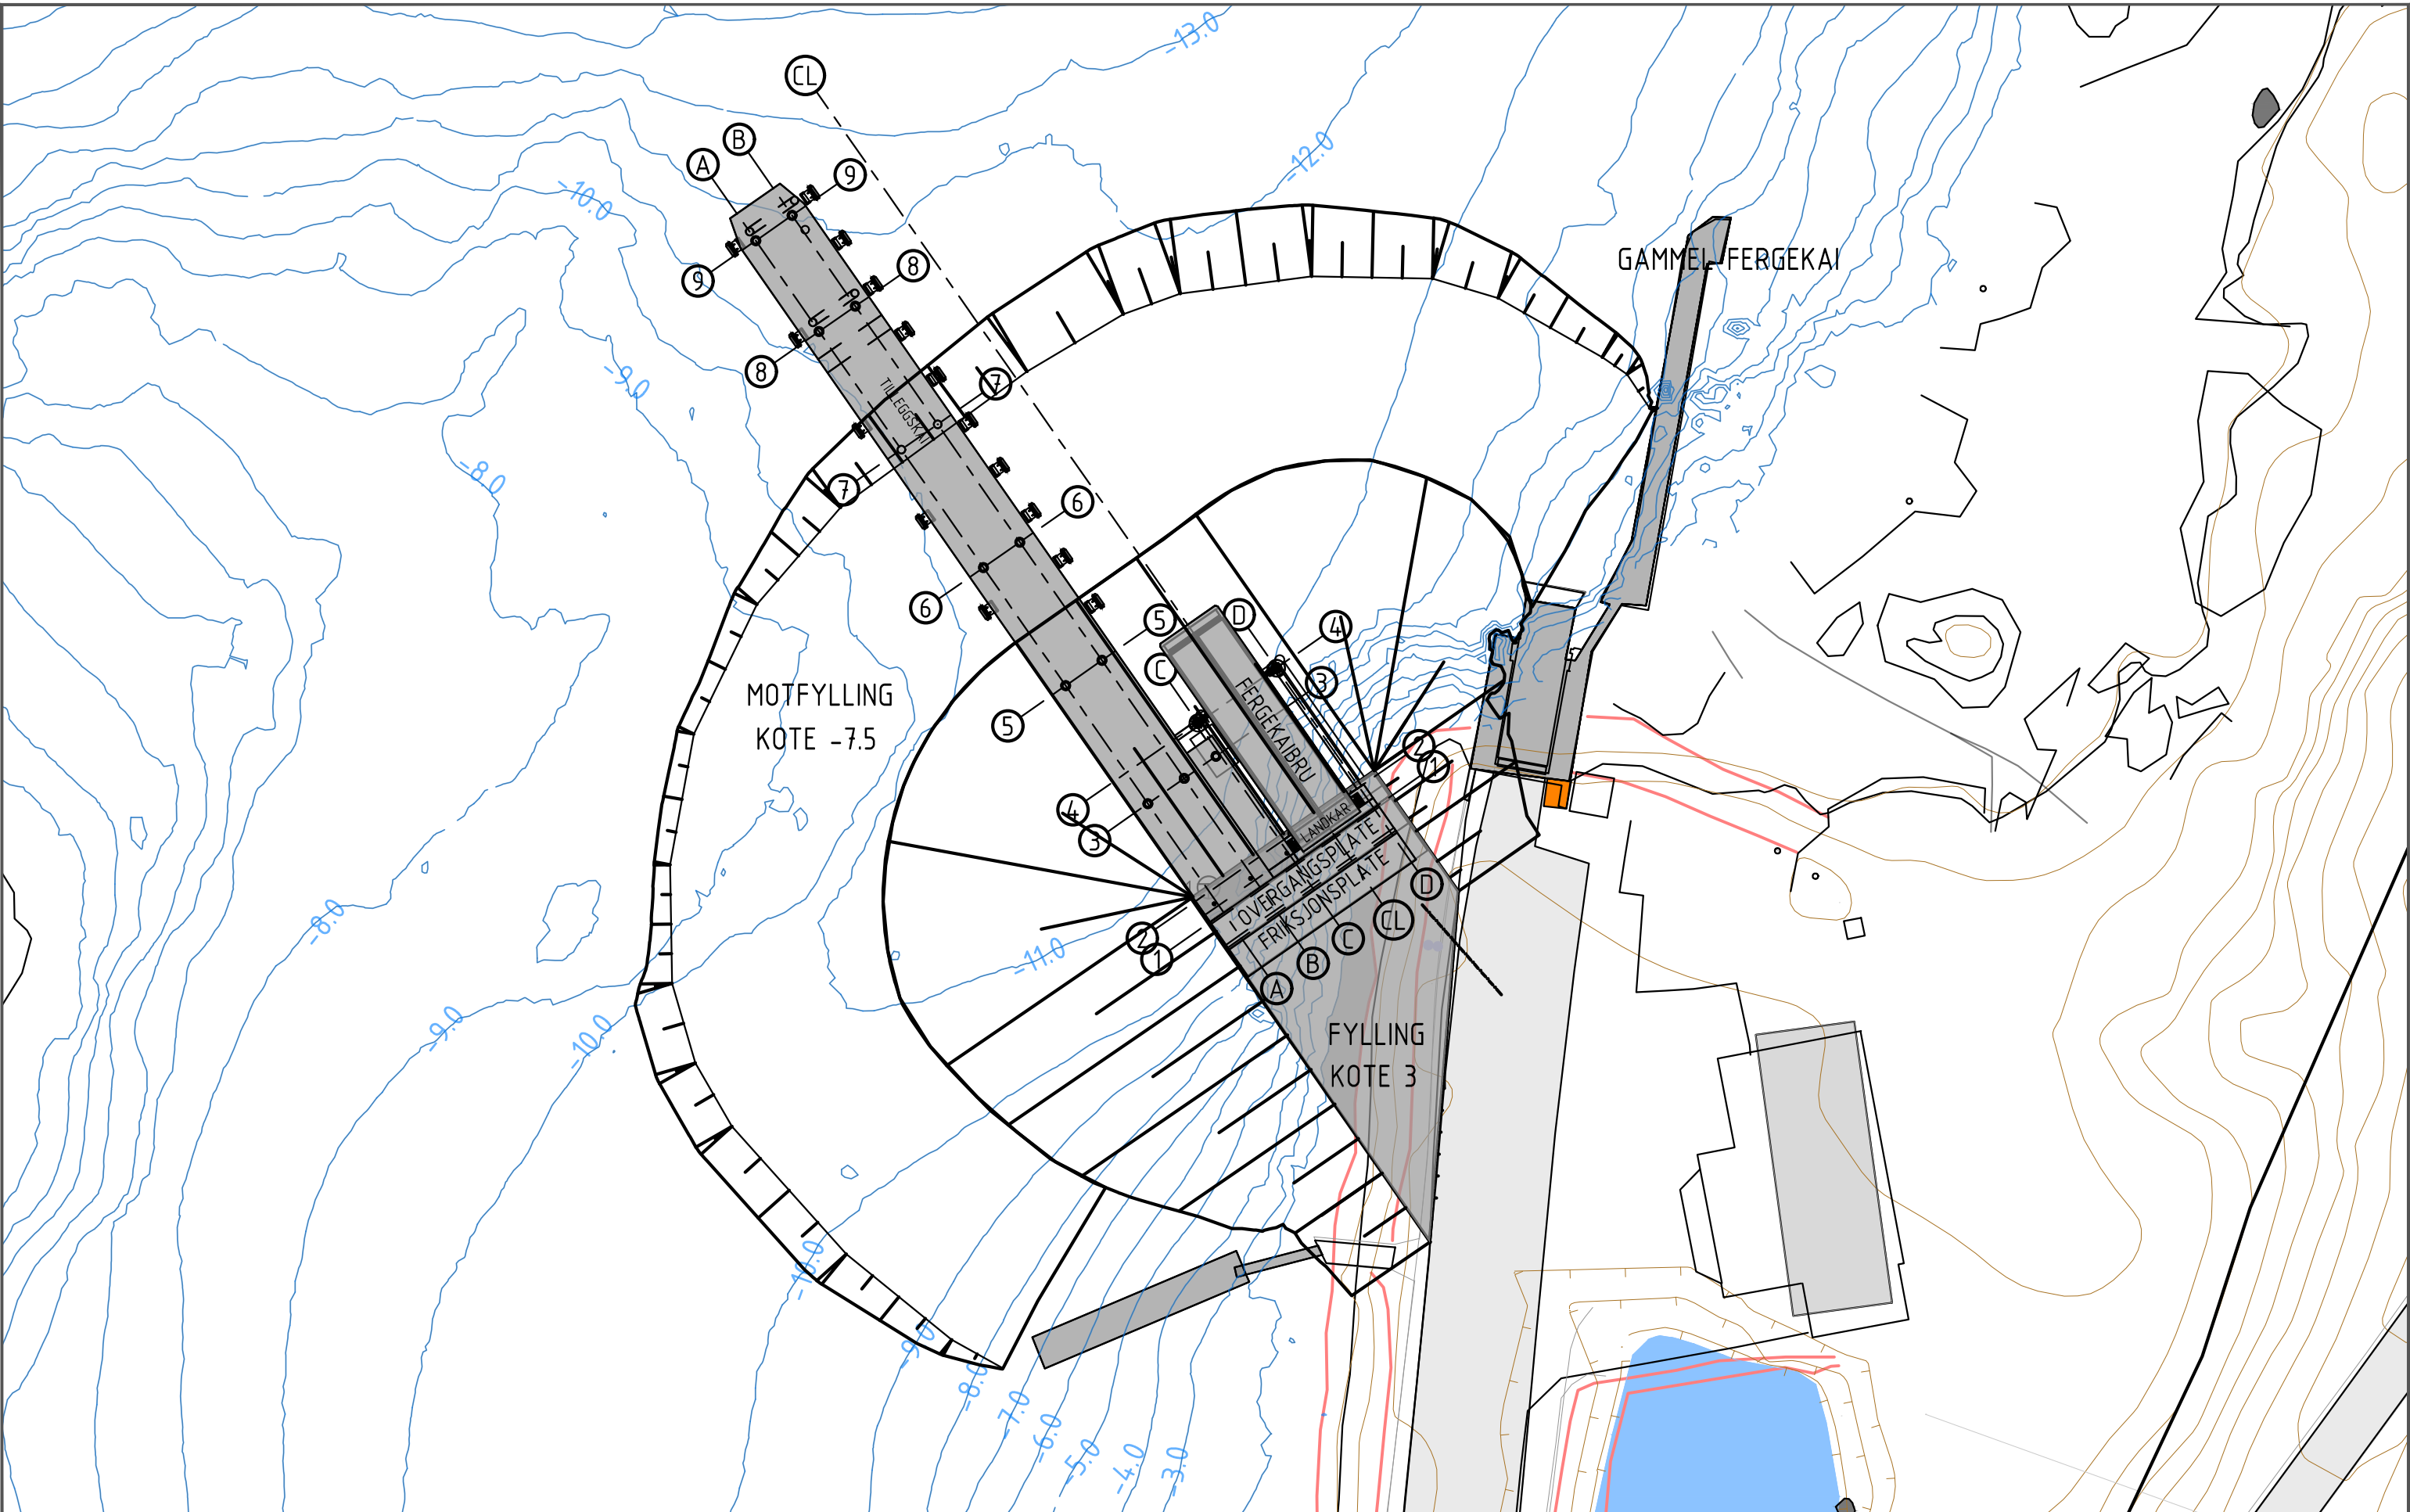 -13.0
CL
B
A
9
-12.0
-10.0
8
9
GAMMEL FERGEKAI
8
-9.0
7
TILLEGGSKAI
-8.0
7
6
6
5
D
4
C
3
MOTFYLLING
KOTE -7.5
5
FERGEKAIBRU
2
1
4
3
LANDKAR
OVERGANGSPLATE
FRIKSJONSPLATE
D
CL
-8.0
2
C
1
-11.0
B
A
-9.0
-10.0
FYLLING
KOTE 3
-10.0
-9.0
-8.0
-7.0
-6.0
-5.0
-4.0
-3.0